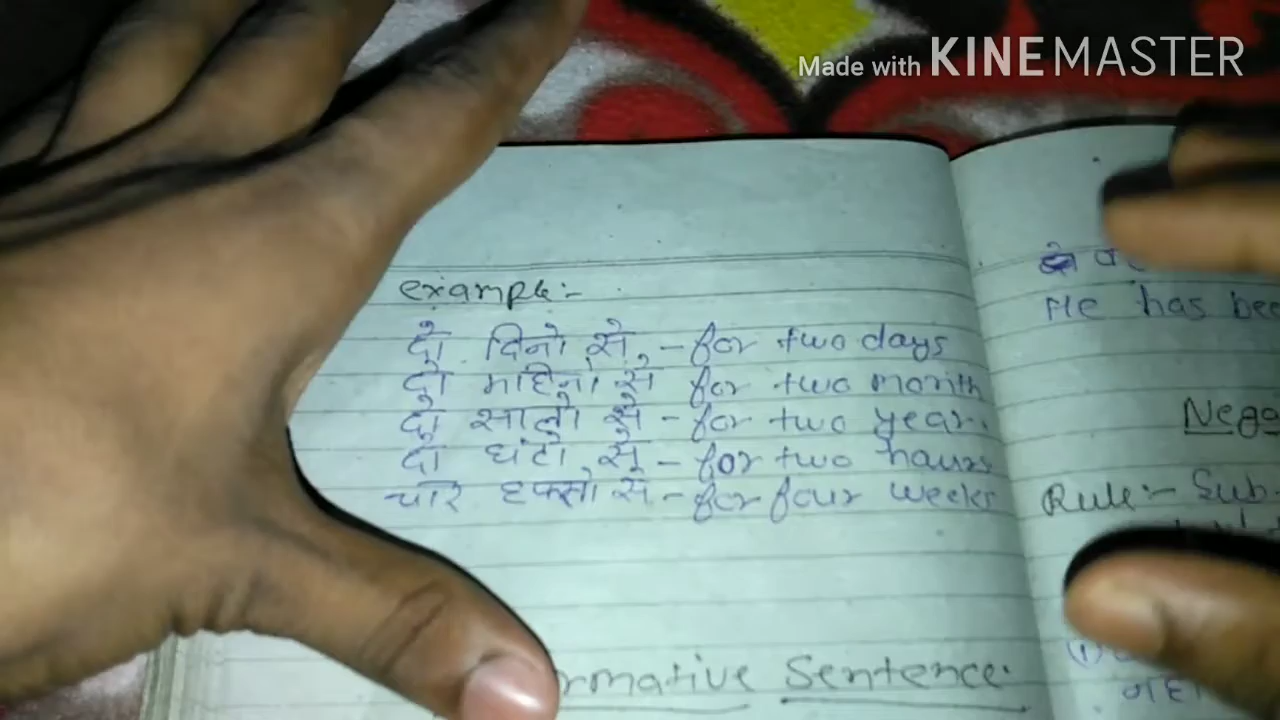 Made with KINEMASTER
example:-
दो दिनो से, - for two days
दो महिनो से for two month
दो सालो से - for two year.
दो घंटो से - for two hours
चार हफ्तो से - for four weeks
rmative Sentence.
He has bee
Nega
Rule:- Sub.